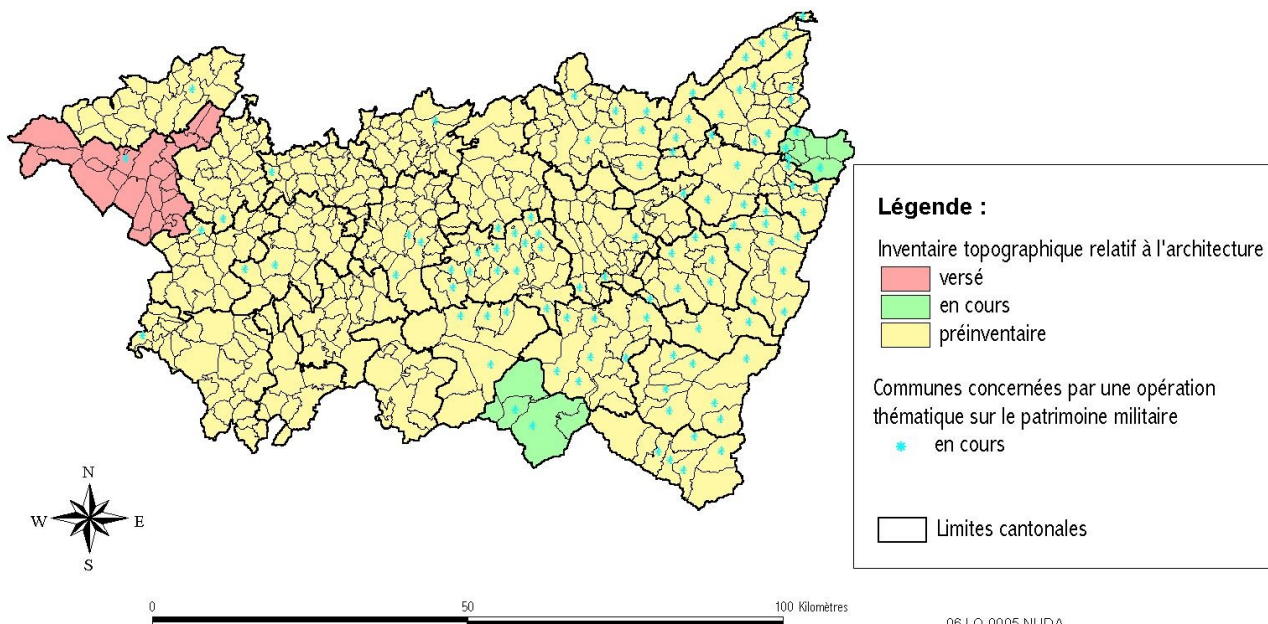 Légende :
Inventaire topographique relatif à l'architecture
versé
en cours
préinventaire
Communes concernées par une opération
thématique sur le patrimoine militaire
en cours
Limites cantonales
N
W E
S
0 50 100 Kilomètres